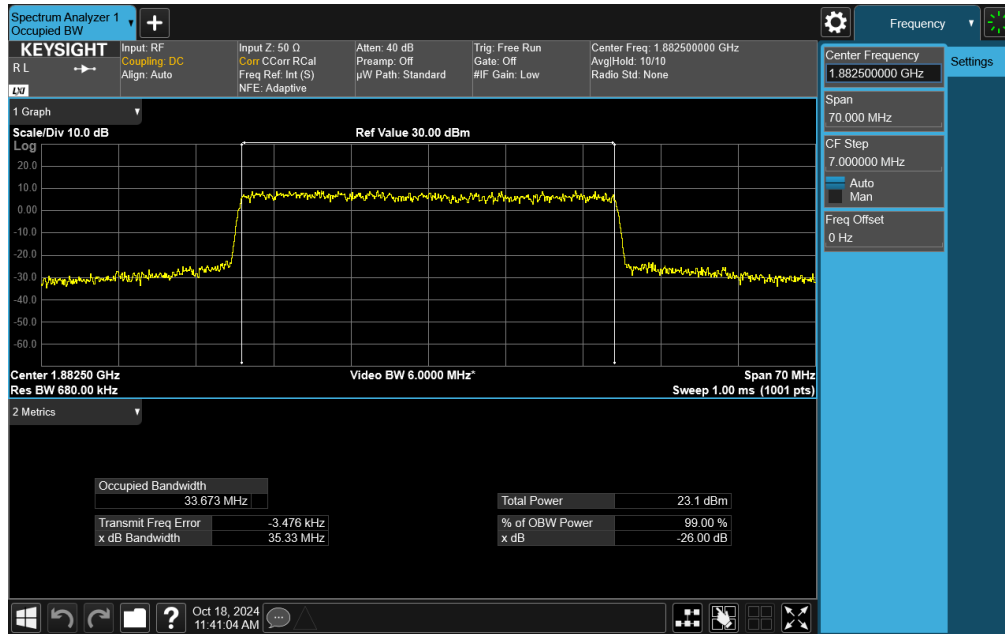 Spectrum Analyzer 1
Occupied BW
+
Frequency
KEYSIGHT
R L
LXI
Input: RF
Coupling: DC
Align: Auto
Input Z: 50 Ω
Corr CCorr RCal
Freq Ref: Int (S)
NFE: Adaptive
Atten: 40 dB
Preamp: Off
µW Path: Standard
Trig: Free Run
Gate: Off
#IF Gain: Low
Center Freq: 1.882500000 GHz
Avg|Hold: 10/10
Radio Std: None
Center Frequency
1.882500000 GHz
Settings
Span
70.000 MHz
CF Step
7.000000 MHz
Auto
Man
Freq Offset
0 Hz
1 Graph
Scale/Div 10.0 dB
Ref Value 30.00 dBm
Log
20.0
10.0
0.00
-10.0
-20.0
-30.0
-40.0
-50.0
-60.0
Center 1.88250 GHz
Video BW 6.0000 MHz*
Span 70 MHz
Res BW 680.00 kHz
Sweep 1.00 ms (1001 pts)
2 Metrics
Occupied Bandwidth
33.673 MHz
Transmit Freq Error -3.476 kHz
x dB Bandwidth 35.33 MHz
Total Power 23.1 dBm
% of OBW Power 99.00 %
x dB -26.00 dB
?
Oct 18, 2024
11:41:04 AM